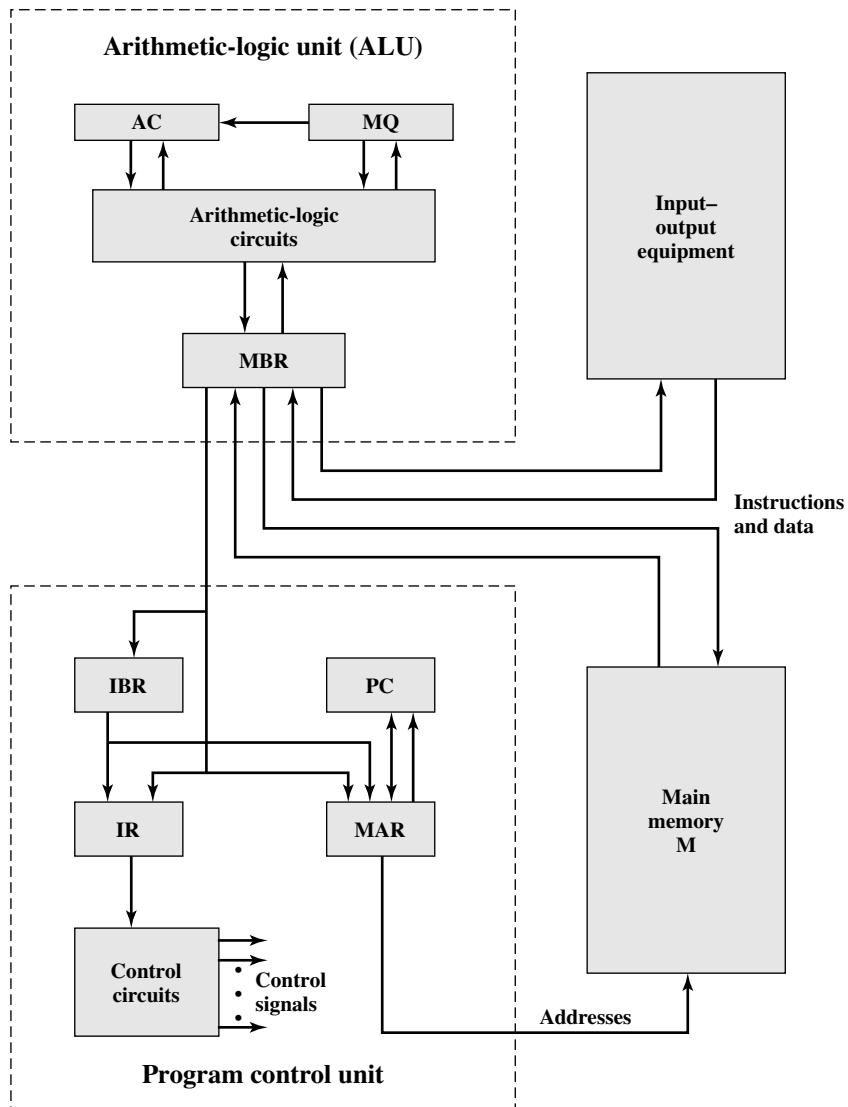 Arithmetic-logic unit (ALU)
AC
MQ
Arithmetic-logic
circuits
Input–
output
equipment
MBR
Instructions
and data
IBR
PC
IR
MAR
Main
memory
M
Control
circuits
Control
signals
Addresses
Program control unit